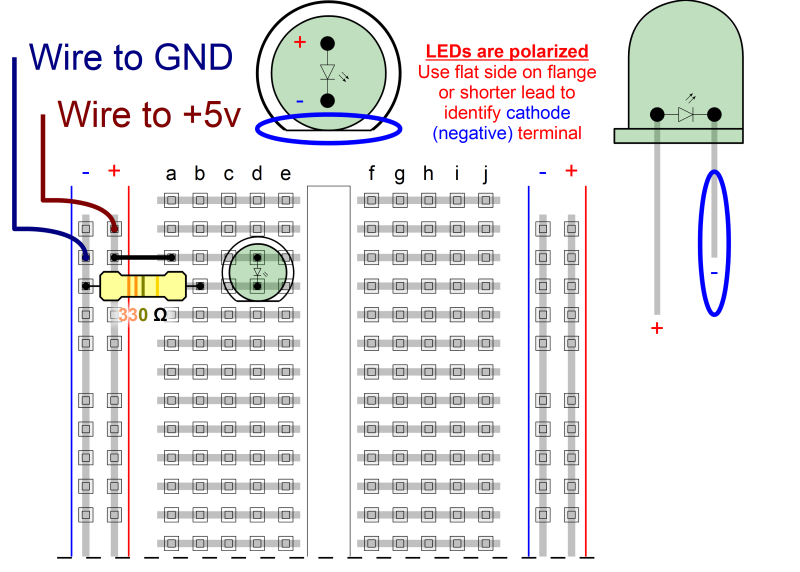 Wire to GND
Wire to +5v
+
-
LEDs are polarized
Use flat side on flange
or shorter lead to
identify cathode
(negative) terminal
- + a b c d e f g h i j - +
330 Ω
-
+